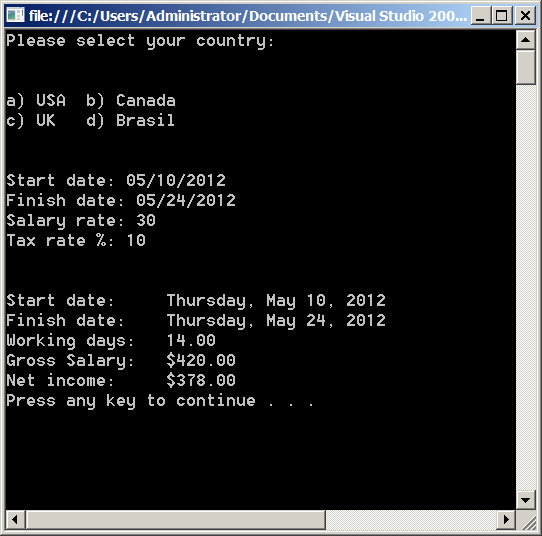 file:///C:/Users/Administrator/Documents/Visual Studio 200...
Please select your country:
a) USA  b) Canada
c) UK   d) Brasil
Start date: 05/10/2012
Finish date: 05/24/2012
Salary rate: 30
Tax rate %: 10
Start date:     Thursday, May 10, 2012
Finish date:    Thursday, May 24, 2012
Working days:   14.00
Gross Salary:   $420.00
Net income:     $378.00
Press any key to continue . . .